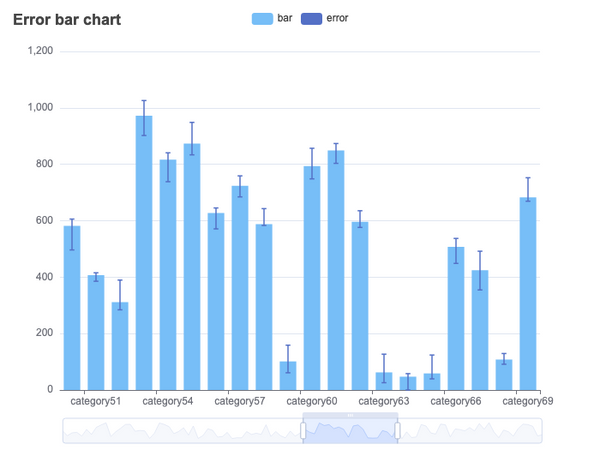 Error bar chart
bar
error
1,200
1,000
800
600
400
200
0
category51
category54
category57
category60
category63
category66
category69